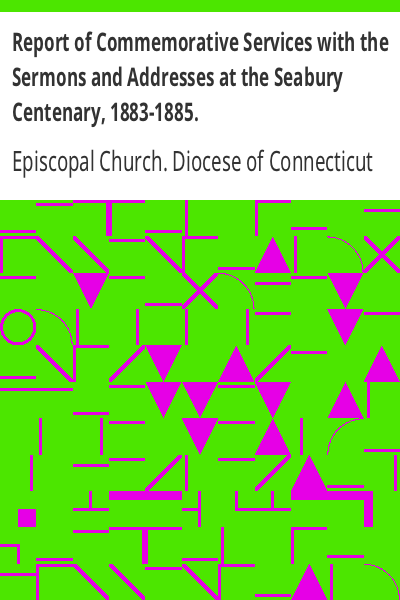 Report of Commemorative Services with the
Sermons and Addresses at the Seabury
Centenary, 1883-1885.
Episcopal Church. Diocese of Connecticut